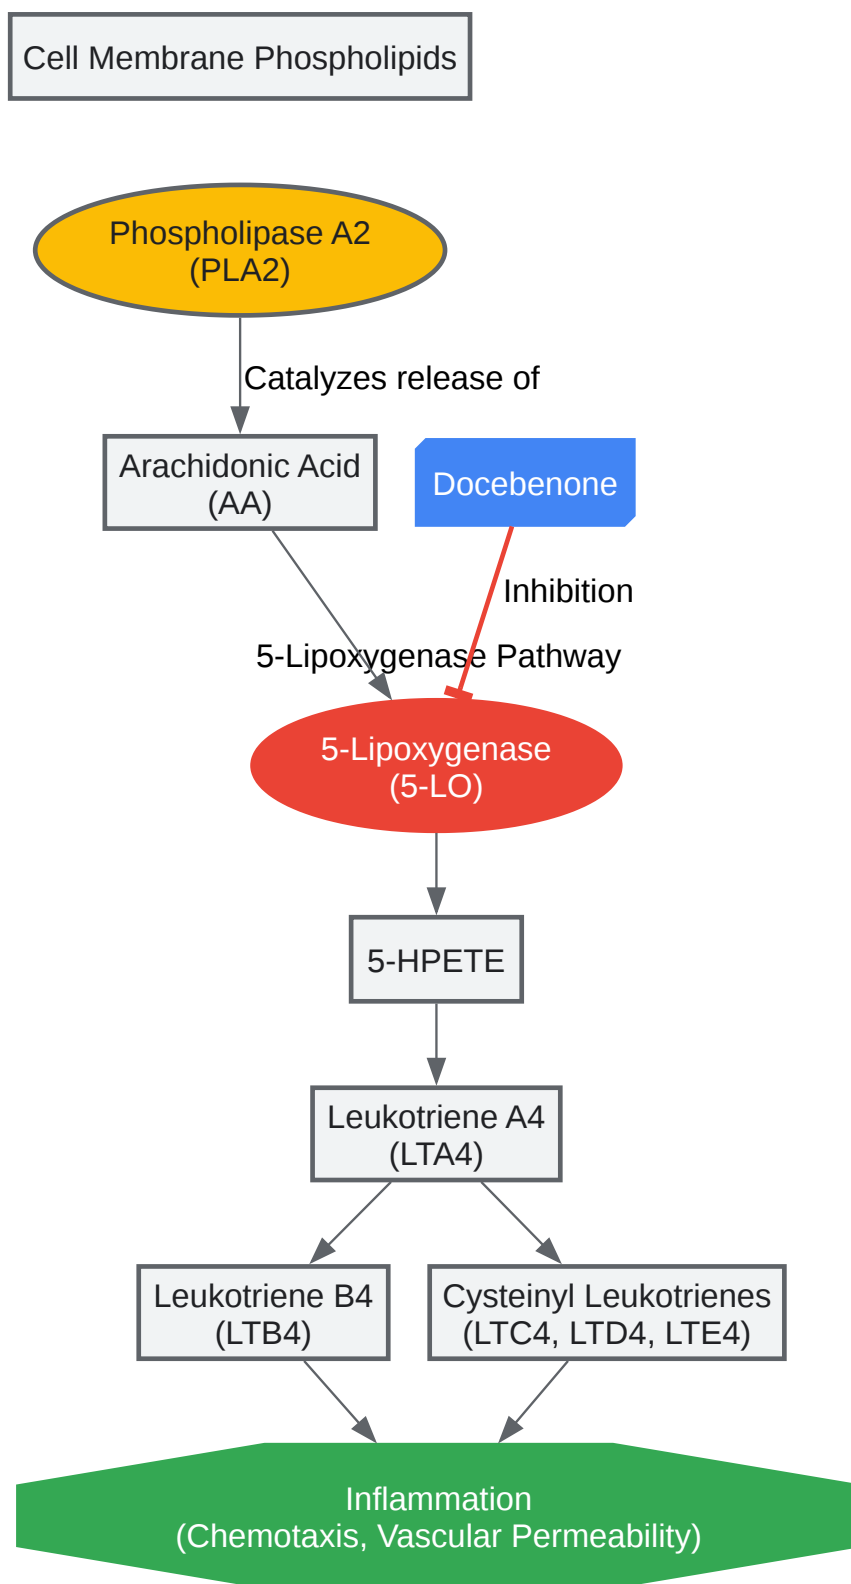 Cell Membrane Phospholipids
Phospholipase A2
(PLA2)
Catalyzes release of
Arachidonic Acid
(AA)
Docebenone
Inhibition
5-Lipoxygenase Pathway
5-Lipoxygenase
(5-LO)
5-HPETE
Leukotriene A4
(LTA4)
Leukotriene B4
(LTB4)
Cysteinyl Leukotrienes
(LTC4, LTD4, LTE4)
Inflammation
(Chemotaxis, Vascular Permeability)